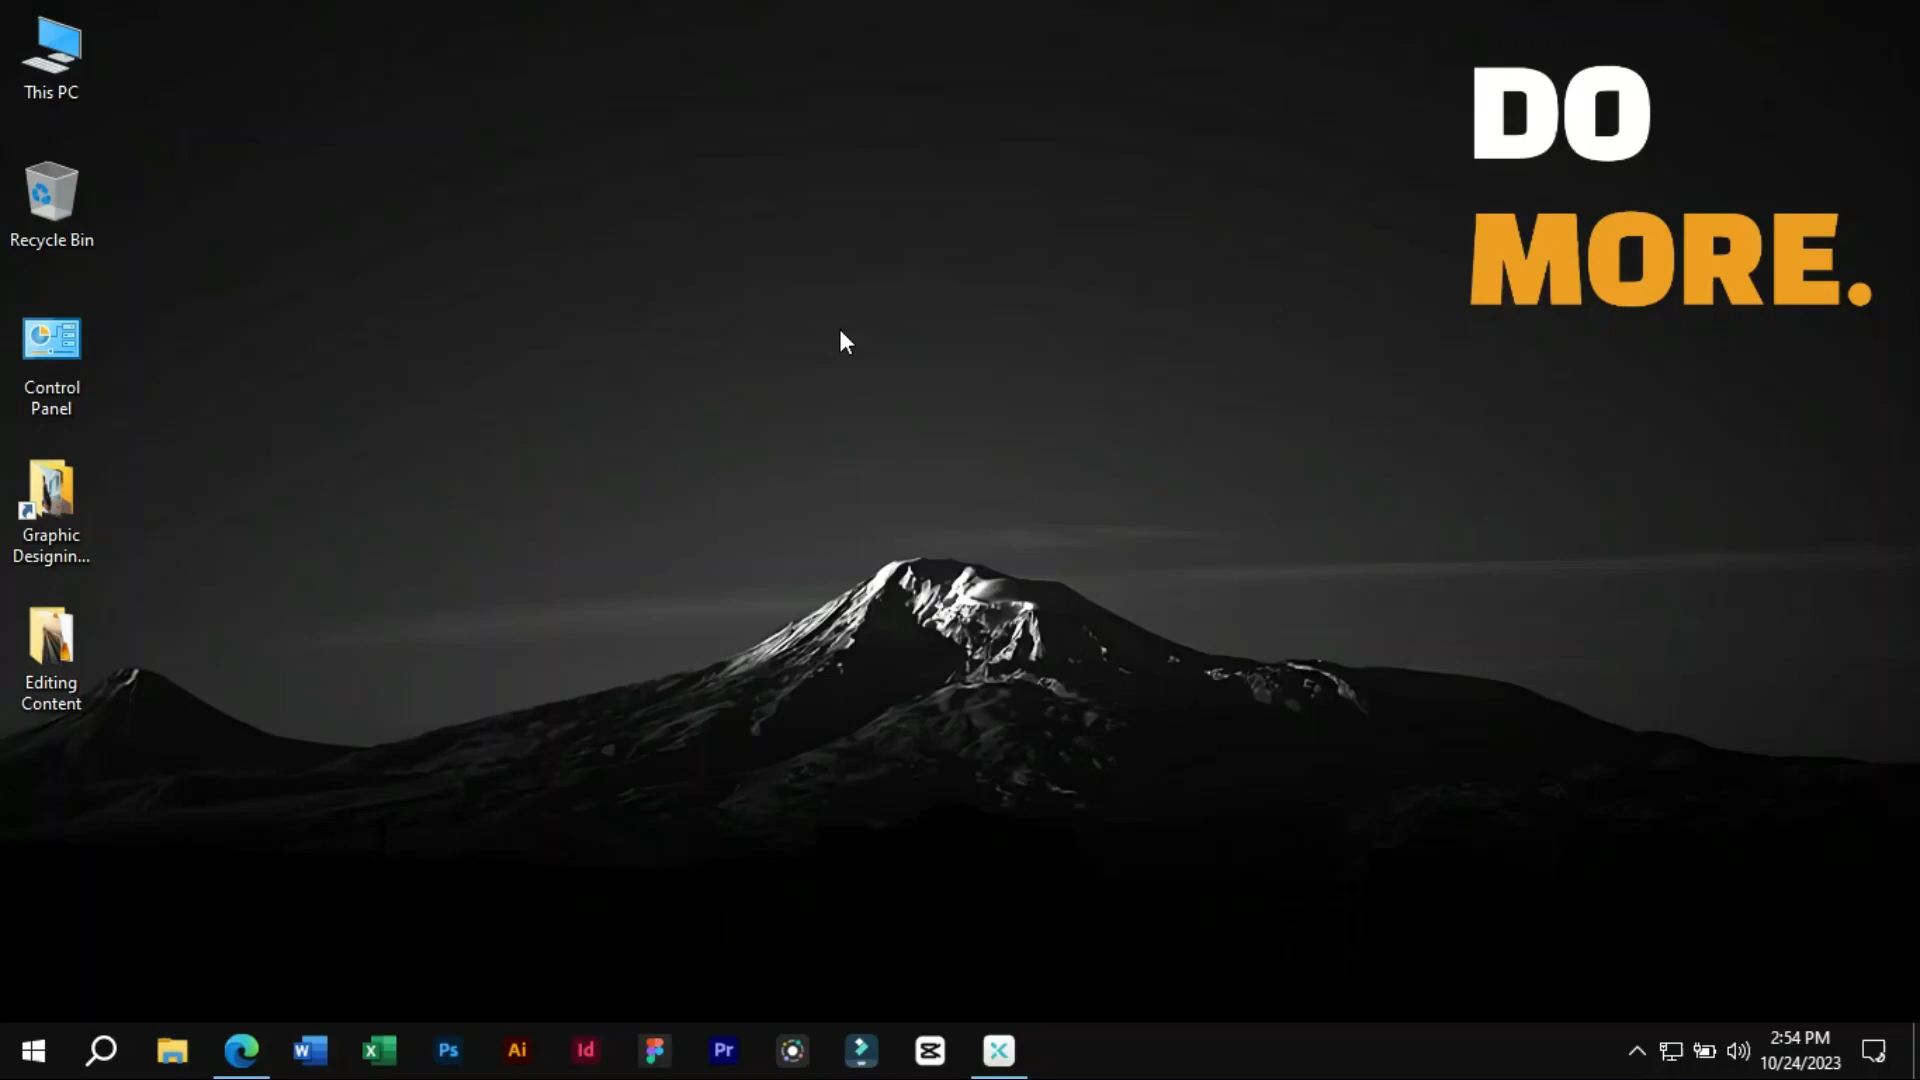 This PC
Recycle Bin
Control
Panel
Graphic
Designin...
Editing
Content
DO
MORE.
W
X
Ps
Ai
Id
Pr
2:54 PM
10/24/2023